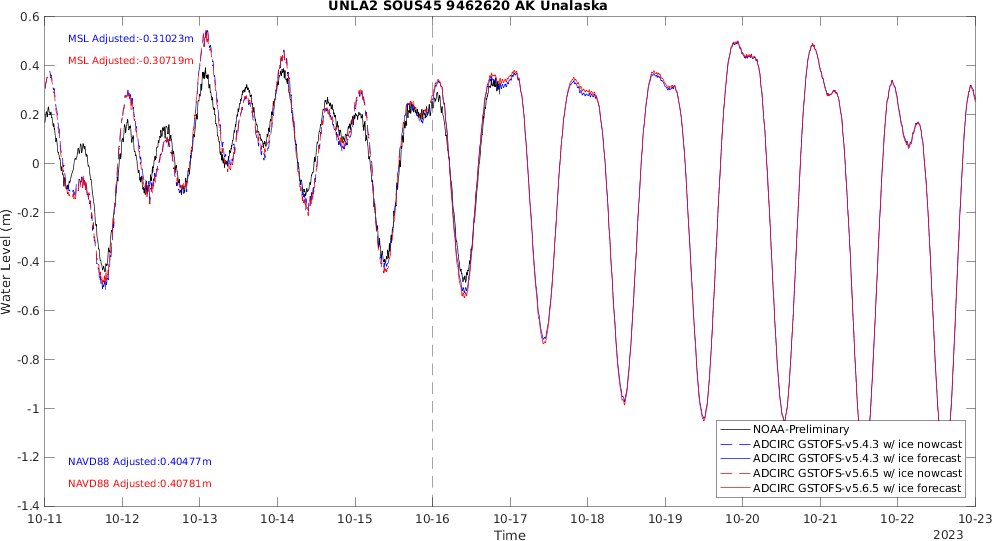 UNLA2 SOUS45 9462620 AK Unalaska
MSL Adjusted:-0.31023m
MSL Adjusted:-0.30719m
NAVD88 Adjusted:0.40477m
NAVD88 Adjusted:0.40781m
Water Level (m)
0.6
0.4
0.2
0
-0.2
-0.4
-0.6
-0.8
-1
-1.2
-1.4
NOAA-Preliminary
ADCIRC GSTOFS-v5.4.3 w/ ice nowcast
ADCIRC GSTOFS-v5.4.3 w/ ice forecast
ADCIRC GSTOFS-v5.6.5 w/ ice nowcast
ADCIRC GSTOFS-v5.6.5 w/ ice forecast
10-11 10-12 10-13 10-14 10-15 10-16 10-17 10-18 10-19 10-20 10-21 10-22 10-23
Time
2023